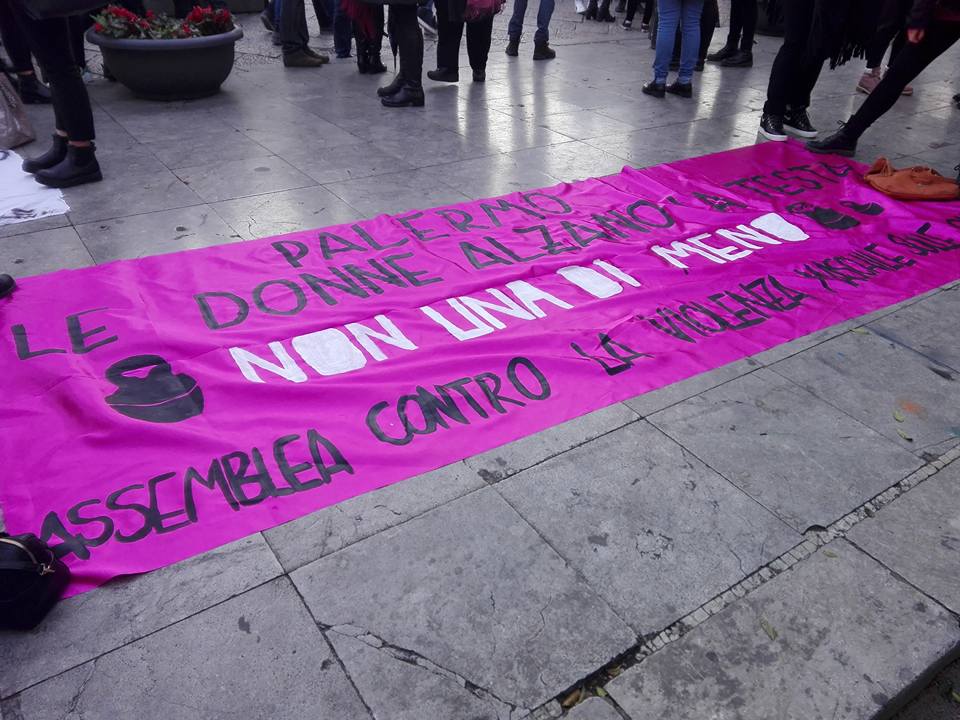 PALERMO
LE DONNE ALZANO LA TESTA
NON UNA DI MENO
ASSEMBLEA CONTRO LA VIOLENZA MASCHILE